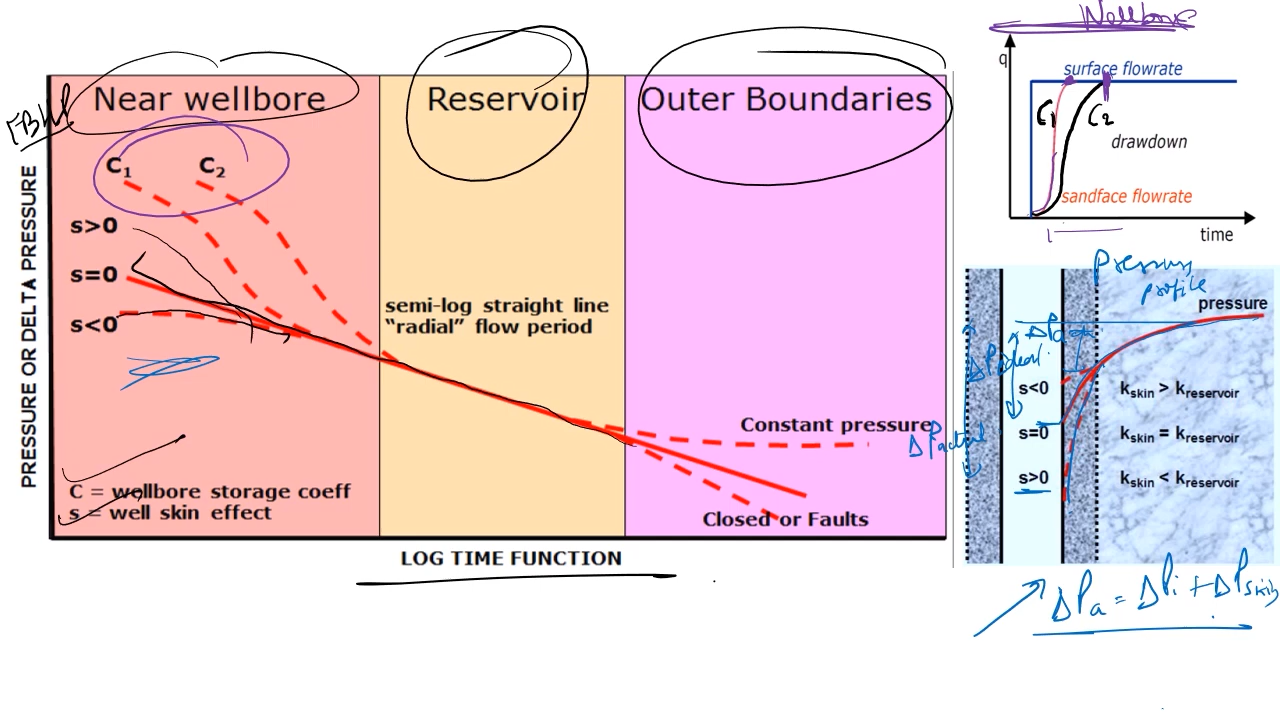 Near wellbore
Reservoir
Outer Boundaries
FBHP
C1
C2
s>0
s=0
s<0
semi-log straight line
"radial" flow period
Constant pressure
Closed or Faults
C = wellbore storage coeff
s = well skin effect
PRESSURE OR DELTA PRESSURE
LOG TIME FUNCTION
Wellbore
q
surface flowrate
C1
C2
drawdown
sandface flowrate
time
Pressure
profile
pressure
ΔPideal
ΔPactual
s<0
kskin > kreservoir
s=0
kskin = kreservoir
s>0
kskin < kreservoir
ΔPa = ΔPi + ΔPskin